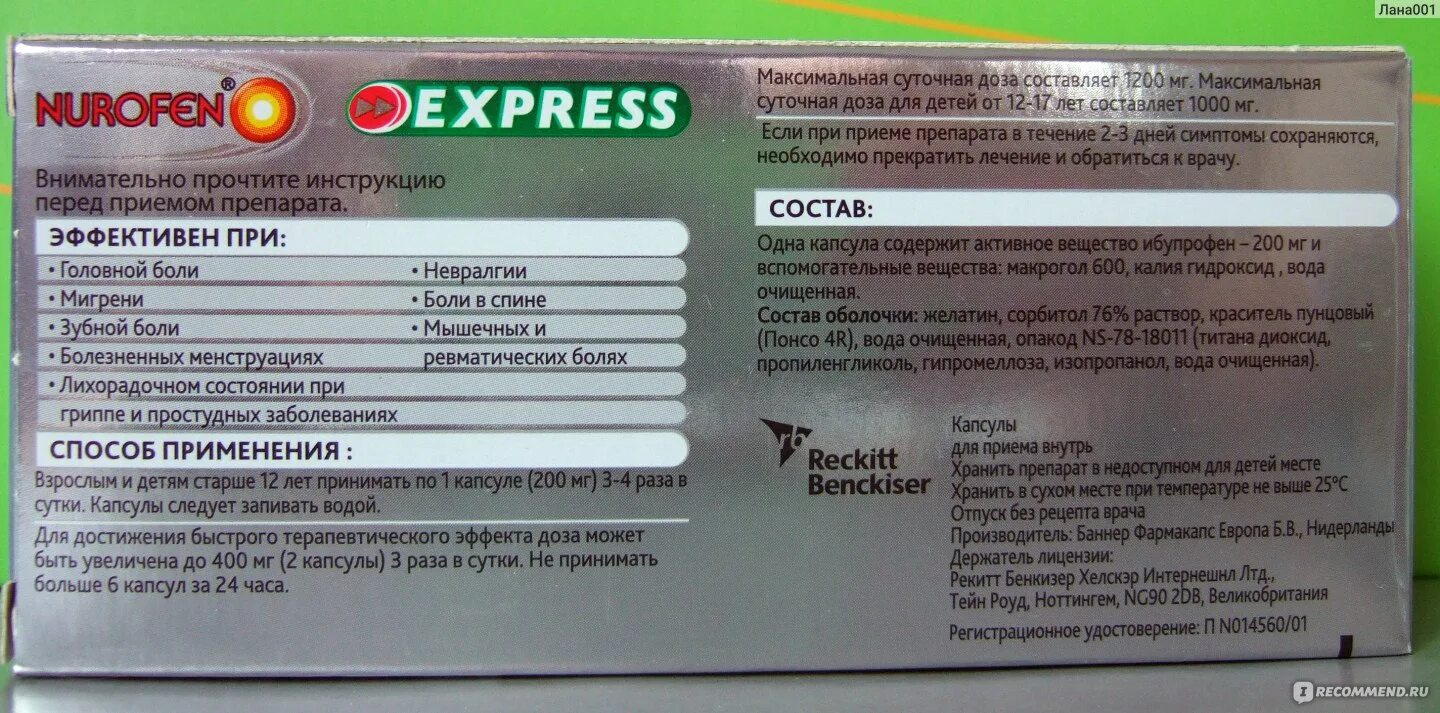 Лана001
NUROFEN®
EXPRESS
Внимательно прочтите инструкцию
перед приемом препарата.
ЭФФЕКТИВЕН ПРИ:
• Головной боли
• Мигрени
• Зубной боли
• Болезненных менструациях
• Лихорадочном состоянии при
гриппе и простудных заболеваниях
• Невралгии
• Боли в спине
• Мышечных и
ревматических болях
СПОСОБ ПРИМЕНЕНИЯ :
Взрослым и детям старше 12 лет принимать по 1 капсуле (200 мг) 3-4 раза в
сутки. Капсулы следует запивать водой.
Для достижения быстрого терапевтического эффекта доза может
быть увеличена до 400 мг (2 капсулы) 3 раза в сутки. Не принимать
больше 6 капсул за 24 часа.
Максимальная суточная доза составляет 1200 мг. Максимальная
суточная доза для детей от 12-17 лет составляет 1000 мг.
Если при приеме препарата в течение 2-3 дней симптомы сохраняются,
необходимо прекратить лечение и обратиться к врачу.
СОСТАВ:
Одна капсула содержит активное вещество ибупрофен – 200 мг и
вспомогательные вещества: макрогол 600, калия гидроксид , вода
очищенная.
Состав оболочки: желатин, сорбитол 76% раствор, краситель пунцовый
(Понсо 4R), вода очищенная, опакод NS-78-18011 (титана диоксид,
пропиленгликоль, гипромеллоза, изопропанол, вода очищенная).
rb
Reckitt
Benckiser
Капсулы
для приема внутрь
Хранить препарат в недоступном для детей месте
Хранить в сухом месте при температуре не выше 25°С
Отпуск без рецепта врача
Производитель: Баннер Фармакапс Европа Б.В., Нидерланды
Держатель лицензии:
Рекитт Бенкизер Хелскэр Интернешнл Лтд.,
Тейн Роуд, Ноттингем, NG90 2DB, Великобритания
Регистрационное удостоверение: П N014560/01
IRECOMMEND.RU